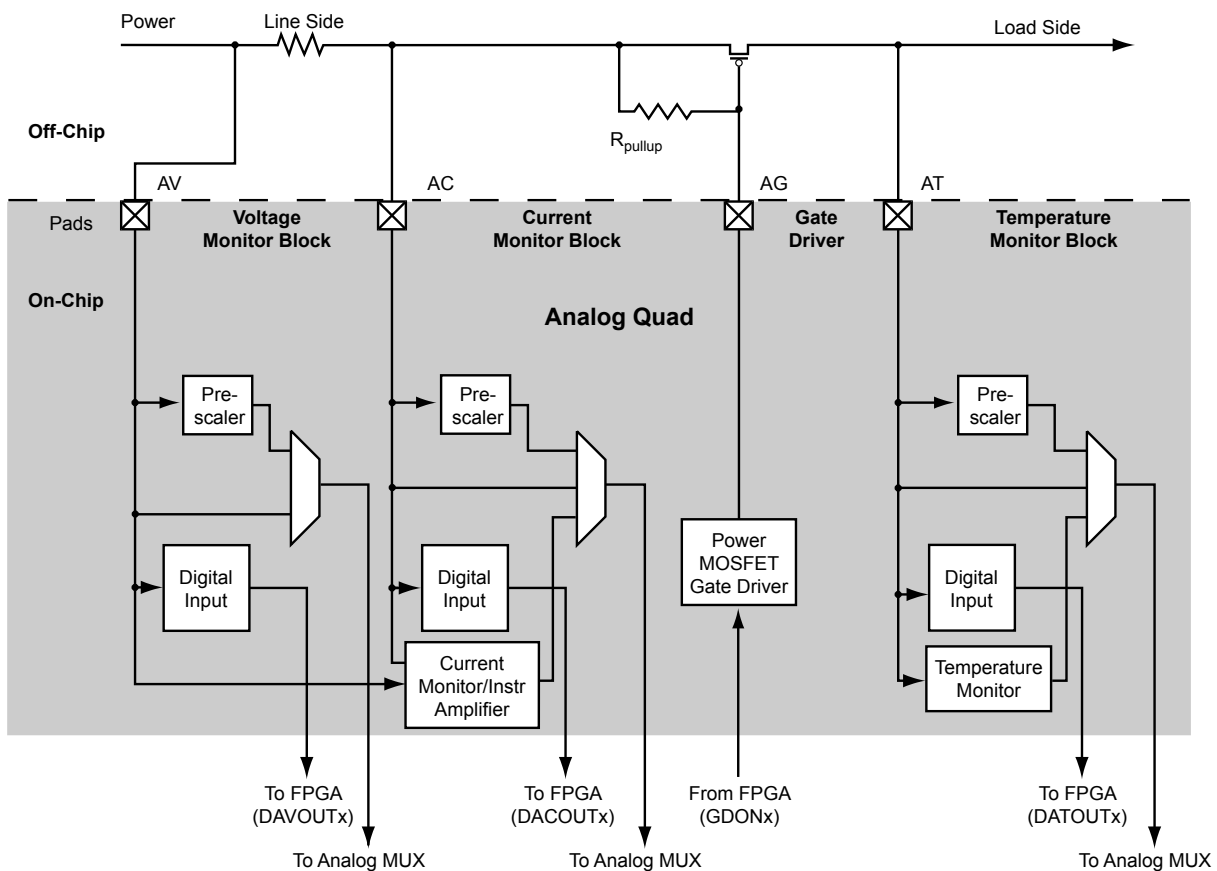 Power
Line Side
Load Side
Off-Chip
Rpullup
AV
AC
AG
AT
Pads
Voltage
Monitor Block
Current
Monitor Block
Gate
Driver
Temperature
Monitor Block
On-Chip
Analog Quad
Pre-
scaler
Pre-
scaler
Pre-
scaler
Power
MOSFET
Gate Driver
Digital
Input
Digital
Input
Digital
Input
Current
Monitor/Instr
Amplifier
Temperature
Monitor
To FPGA
(DAVOUTx)
To FPGA
(DACOUTx)
From FPGA
(GDONx)
To FPGA
(DATOUTx)
To Analog MUX
To Analog MUX
To Analog MUX